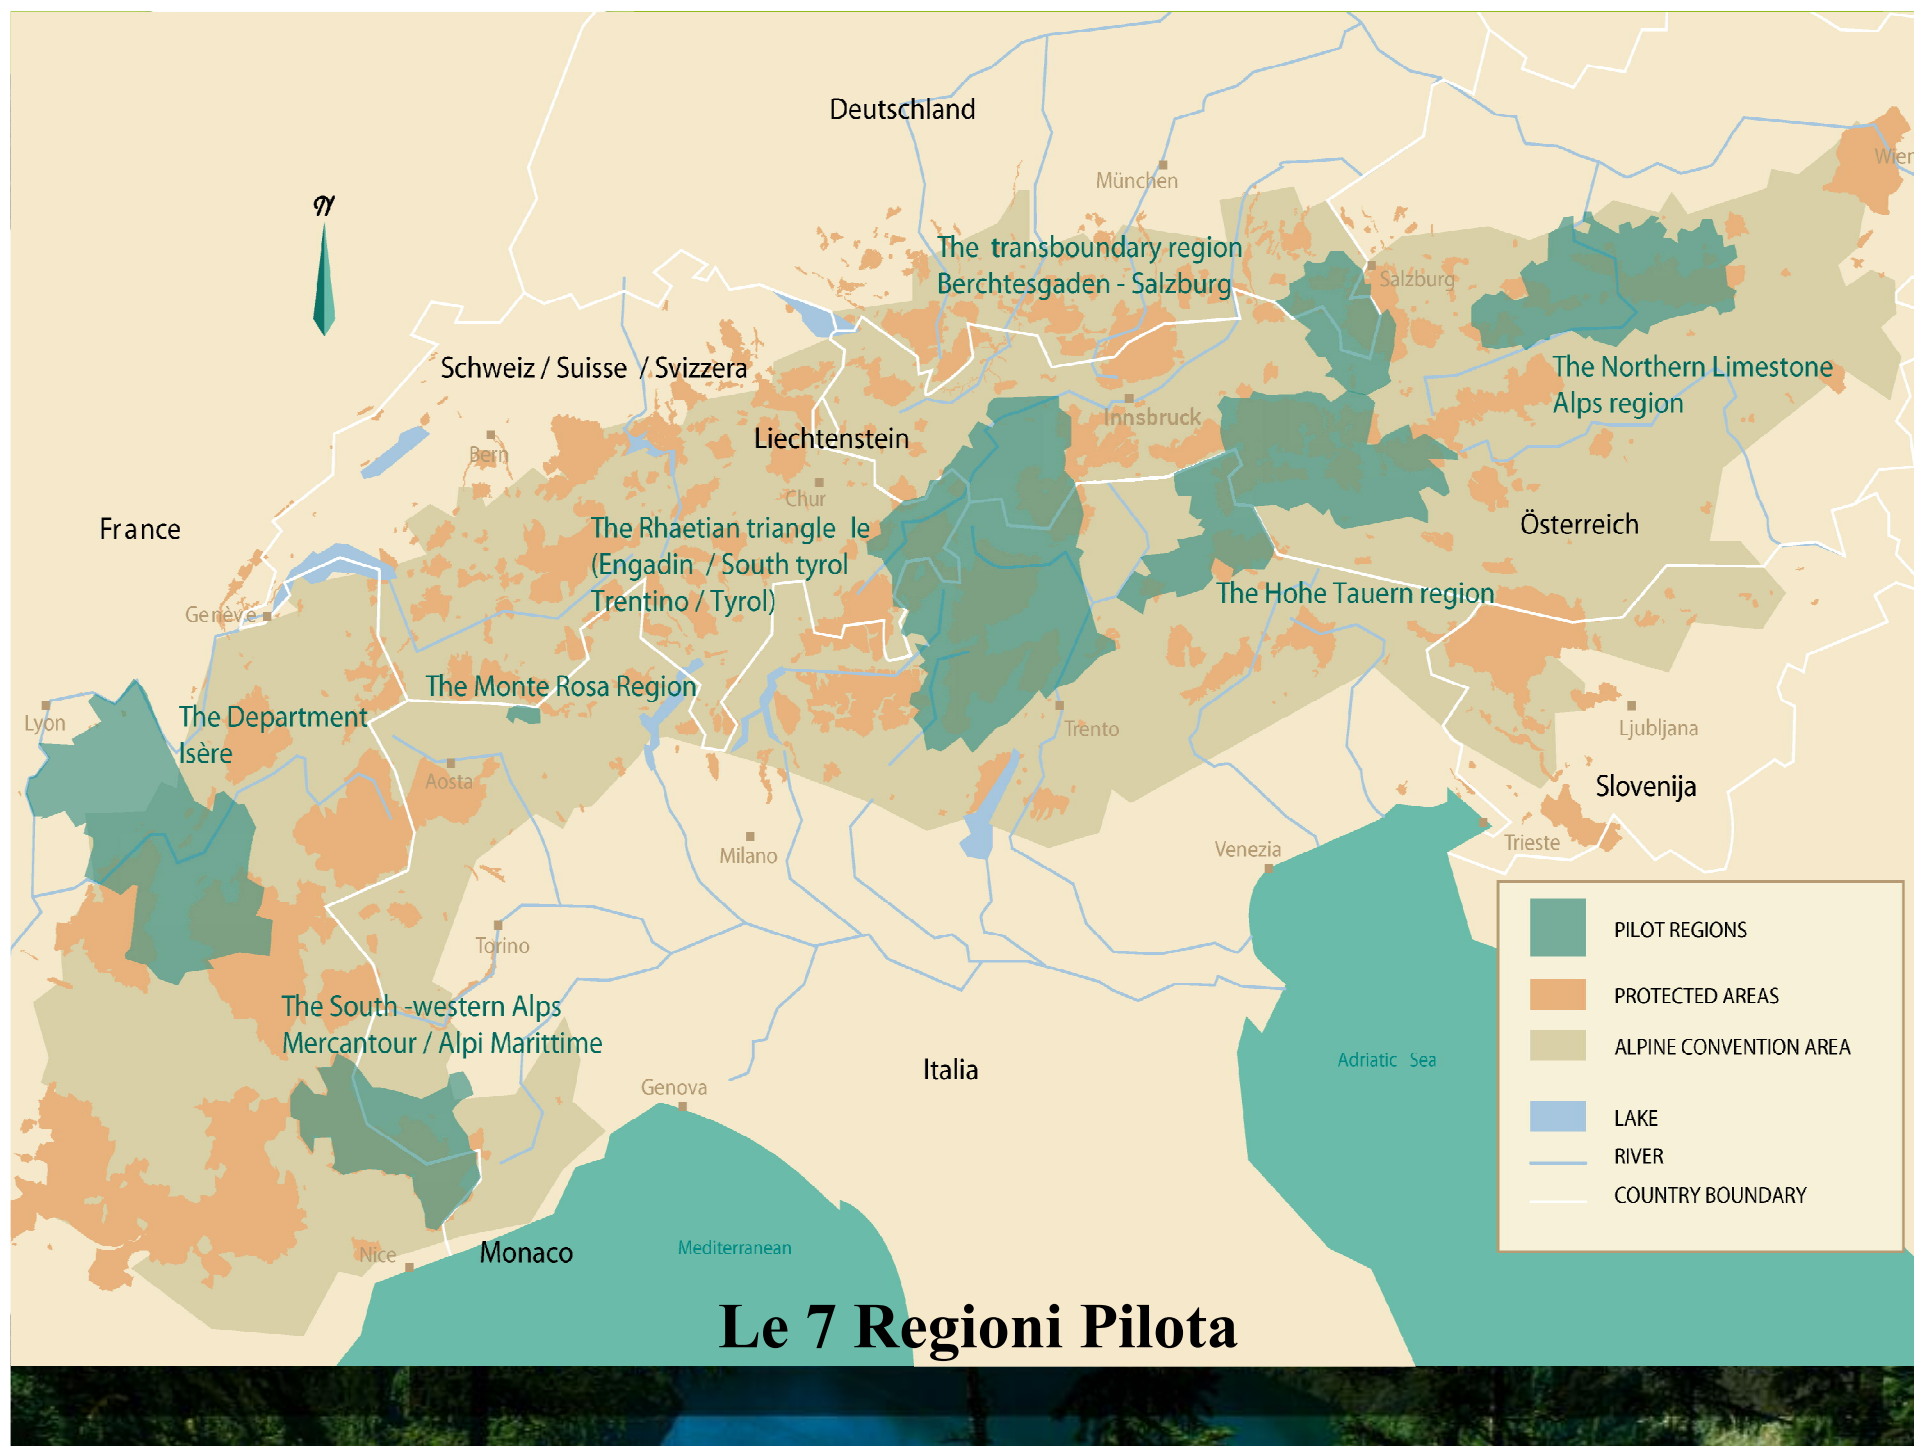 Deutschland
München
Wien
The transboundary region
Berchtesgaden - Salzburg
Salzburg
Schweiz / Suisse / Svizzera
The Northern Limestone
Alps region
Innsbruck
Liechtenstein
Bern
Chur
France
The Rhaetian triangle le
(Engadin / South tyrol
Trentino / Tyrol)
Österreich
The Hohe Tauern region
Genève
The Monte Rosa Region
Lyon
The Department
Isère
Trento
Ljubljana
Aosta
Slovenija
Milano
Venezia
Trieste
Torino
PILOT REGIONS
PROTECTED AREAS
ALPINE CONVENTION AREA
LAKE
RIVER
COUNTRY BOUNDARY
The South -western Alps
Mercantour / Alpi Marittime
Italia
Adriatic Sea
Genova
Nice
Monaco
Mediterranean
Le 7 Regioni Pilota
N